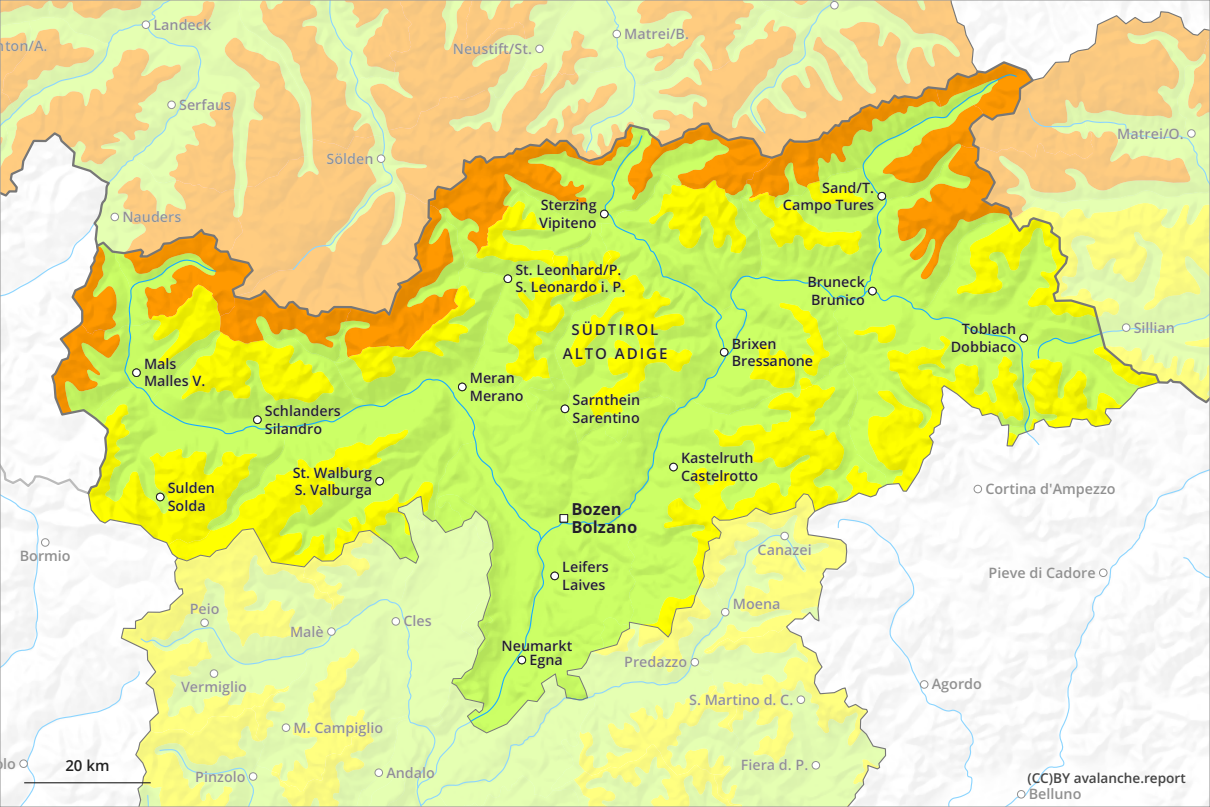 Landeck
Matrei/B.
Neustift/St.
Serfaus
Matrei/O.
Sölden
Sand/T.
Campo Tures
Sterzing
Vipiteno
Nauders
St. Leonhard/P.
S. Leonardo i. P.
Bruneck
Brunico
SÜDTIROL
ALTO ADIGE
Toblach
Dobbiaco
Sillian
Brixen
Bressanone
Mals
Malles V.
Meran
Merano
Sarnthein
Sarentino
Schlanders
Silandro
Kastelruth
Castelrotto
St. Walburg
S. Valburga
Sulden
Solda
Cortina d'Ampezzo
Bozen
Bolzano
Bormio
Canazei
Leifers
Laives
Pieve di Cadore
Peio
Moena
Malè
Cles
Neumarkt
Egna
Predazzo
Vermiglio
Agordo
S. Martino d. C.
M. Campiglio
20 km
Pinzolo
Andalo
Fiera d. P.
(CC)BY avalanche.report
Belluno